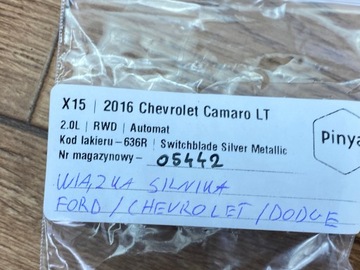 X15 | 2016 Chevrolet Camaro LT
2.0L | RWD | Automat
Kod lakieru – 636R | Switchblade Silver Metallic
Nr magazynowy - 05442
Pinya
WIĄZKA SILNIKA
FORD / CHEVROLET / DODGE